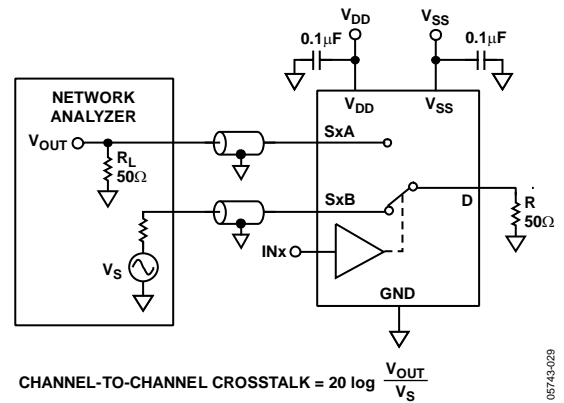 VDD
VSS
0.1µF
0.1µF
VDD
VSS
NETWORK
ANALYZER
VOUT
RL
50Ω
SxA
SxB
D
R
50Ω
VS
INx
GND
CHANNEL-TO-CHANNEL CROSSTALK = 20 log VOUT
VS
05743-029